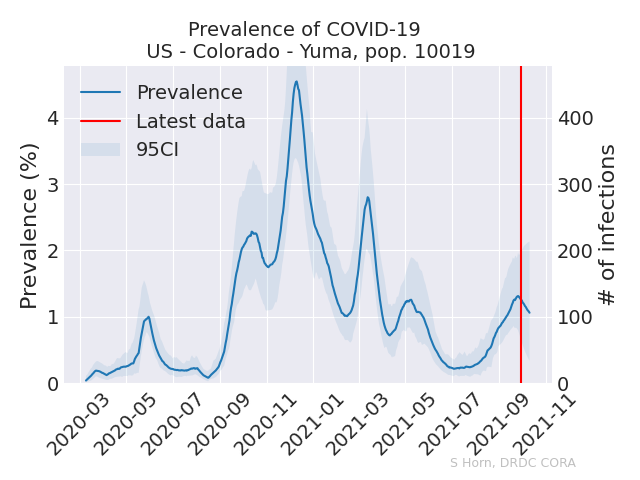 Prevalence of COVID-19
US - Colorado - Yuma, pop. 10019
Prevalence
Latest data
95CI
Prevalence (%)
4
3
2
1
0
# of infections
400
300
200
100
0
2020-03
2020-05
2020-07
2020-09
2020-11
2021-01
2021-03
2021-05
2021-07
2021-09
2021-11
S Horn, DRDC CORA